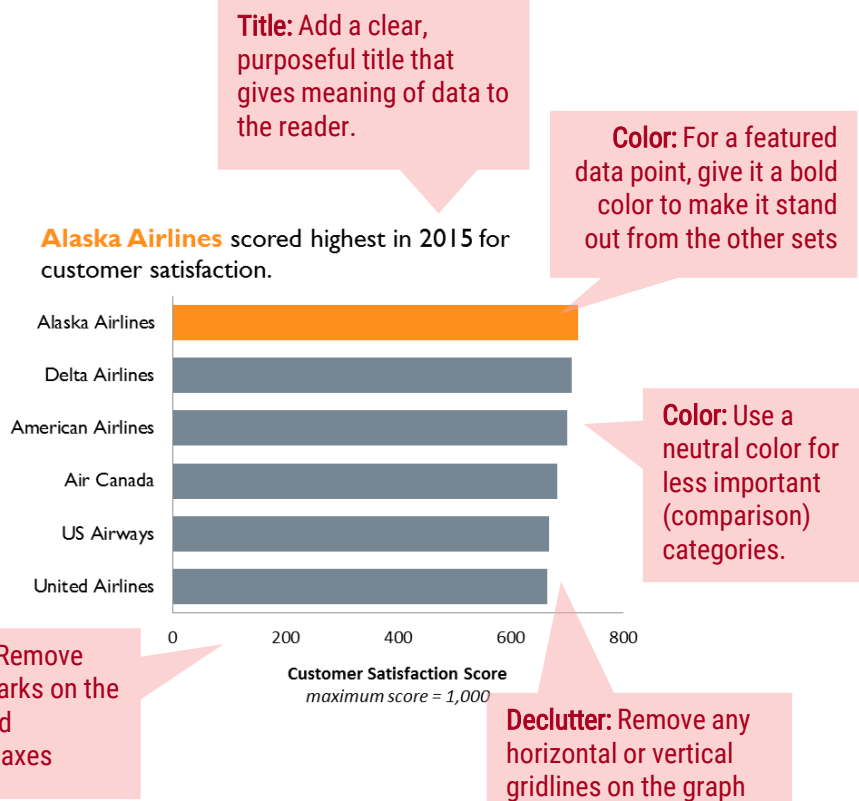 Title: Add a clear,
purposeful title that
gives meaning of data to
the reader.
Color: For a featured
data point, give it a bold
color to make it stand
out from the other sets
Alaska Airlines scored highest in 2015 for
customer satisfaction.
Alaska Airlines
Delta Airlines
American Airlines
Air Canada
US Airways
United Airlines
Color: Use a
neutral color for
less important
(comparison)
categories.
0 200 400 600 800
Customer Satisfaction Score
maximum score = 1,000
Remove
arks on the
d
axes
Declutter: Remove any
horizontal or vertical
gridlines on the graph